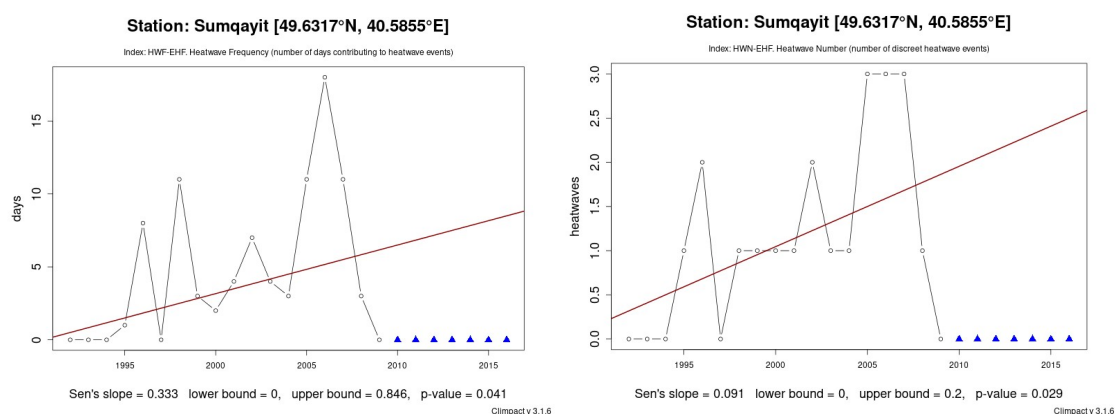 Station: Sumqayit [49.6317°N, 40.5855°E]
Index: HWF-EHF. Heatwave Frequency (number of days contributing to heatwave events)
days
15
10
5
0
1995 2000 2005 2010 2015
Sen's slope = 0.333 lower bound = 0, upper bound = 0.846, p-value = 0.041
Climpact v 3.1.6
Station: Sumqayit [49.6317°N, 40.5855°E]
Index: HWN-EHF. Heatwave Number (number of discreet heatwave events)
heatwaves
3.0
2.5
2.0
1.5
1.0
0.5
0.0
1995 2000 2005 2010 2015
Sen's slope = 0.091 lower bound = 0, upper bound = 0.2, p-value = 0.029
Climpact v 3.1.6